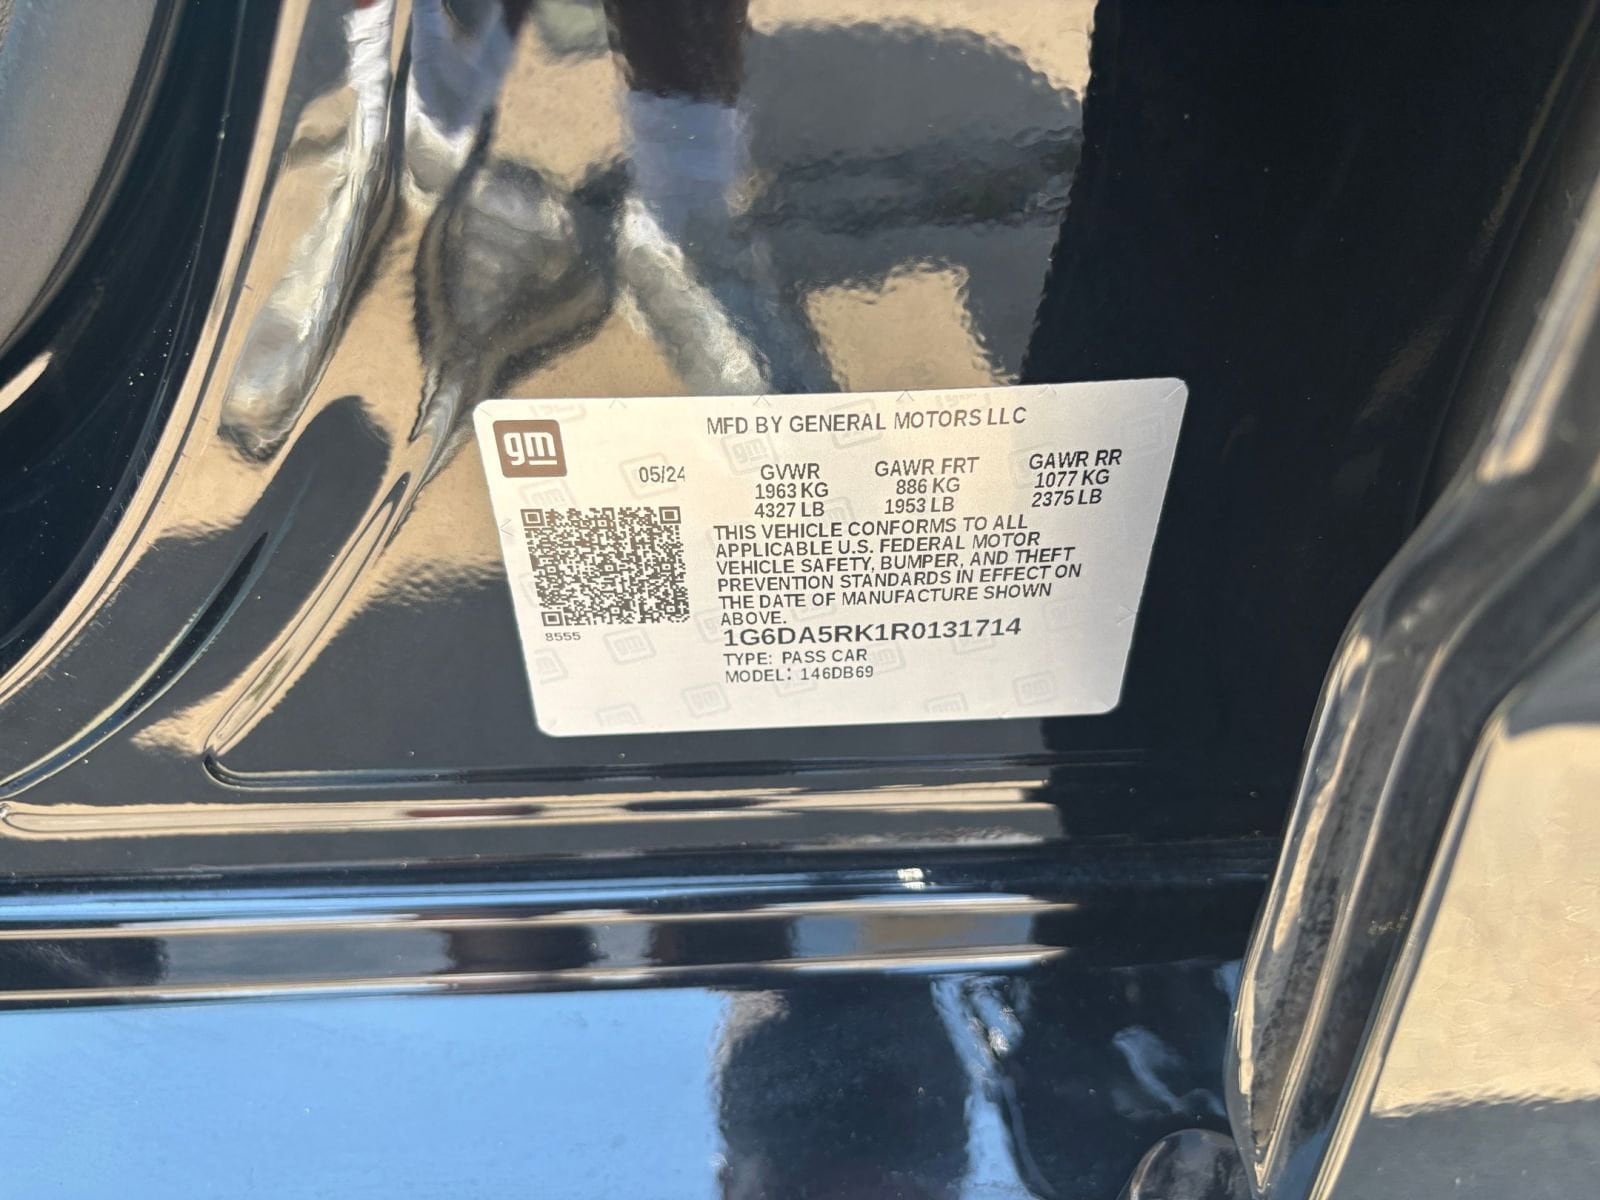 gm
MFD BY GENERAL MOTORS LLC
05/24
GVWR GAWR FRT GAWR RR
1963 KG 886 KG 1077 KG
4327 LB 1953 LB 2375 LB
THIS VEHICLE CONFORMS TO ALL
APPLICABLE U.S. FEDERAL MOTOR
VEHICLE SAFETY, BUMPER, AND THEFT
PREVENTION STANDARDS IN EFFECT ON
THE DATE OF MANUFACTURE SHOWN
ABOVE.
8555
1G6DA5RK1R0131714
TYPE: PASS CAR
MODEL: 146DB69